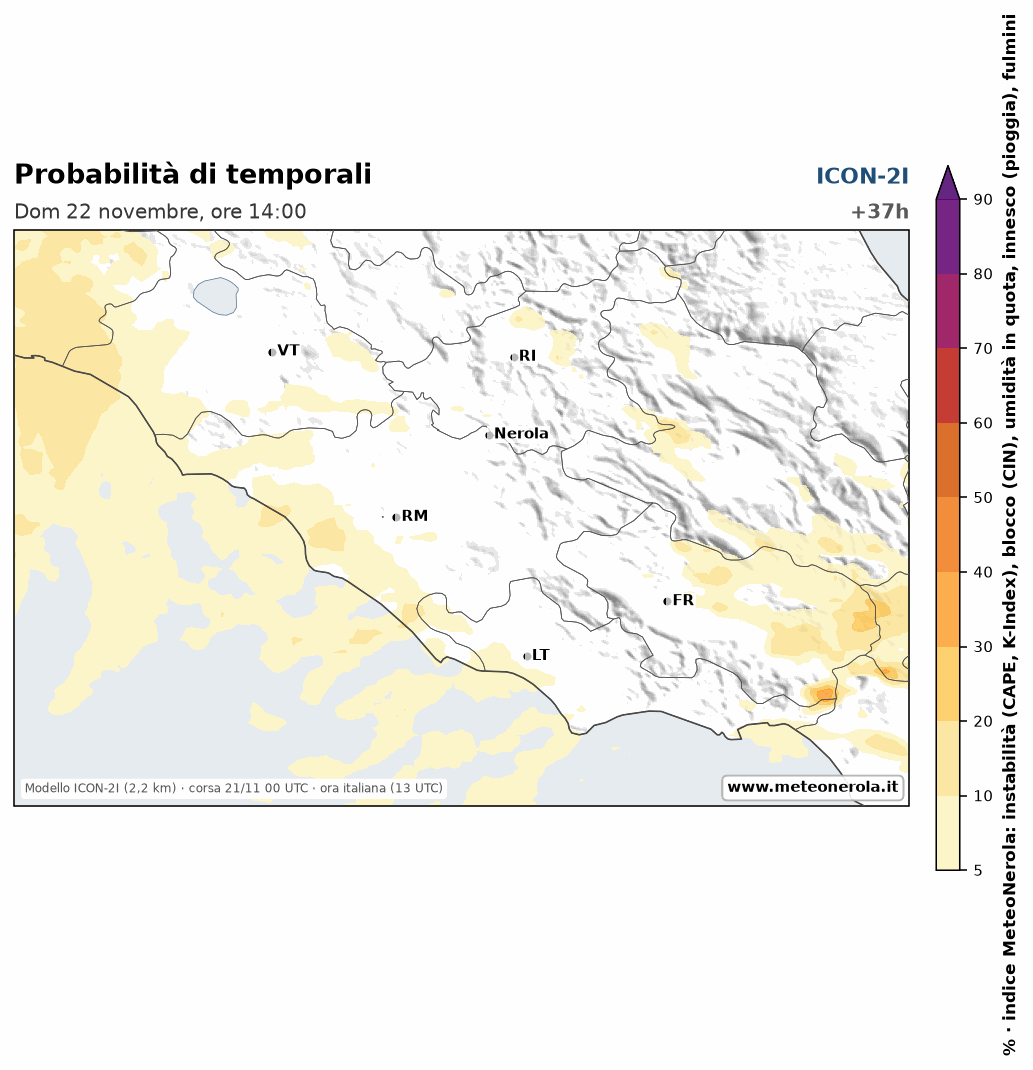 Probabilità di temporali
ICON-2I
Dom 22 novembre, ore 14:00
+37h
VT
RI
Nerola
RM
FR
LT
Modello ICON-2I (2,2 km) · corsa 21/11 00 UTC · ora italiana (13 UTC)
www.meteonerola.it
90
80
70
60
50
40
30
20
10
5
% · indice MeteoNerola: instabilità (CAPE, K-Index), blocco (CIN), umidità in quota, innesco (pioggia), fulmini